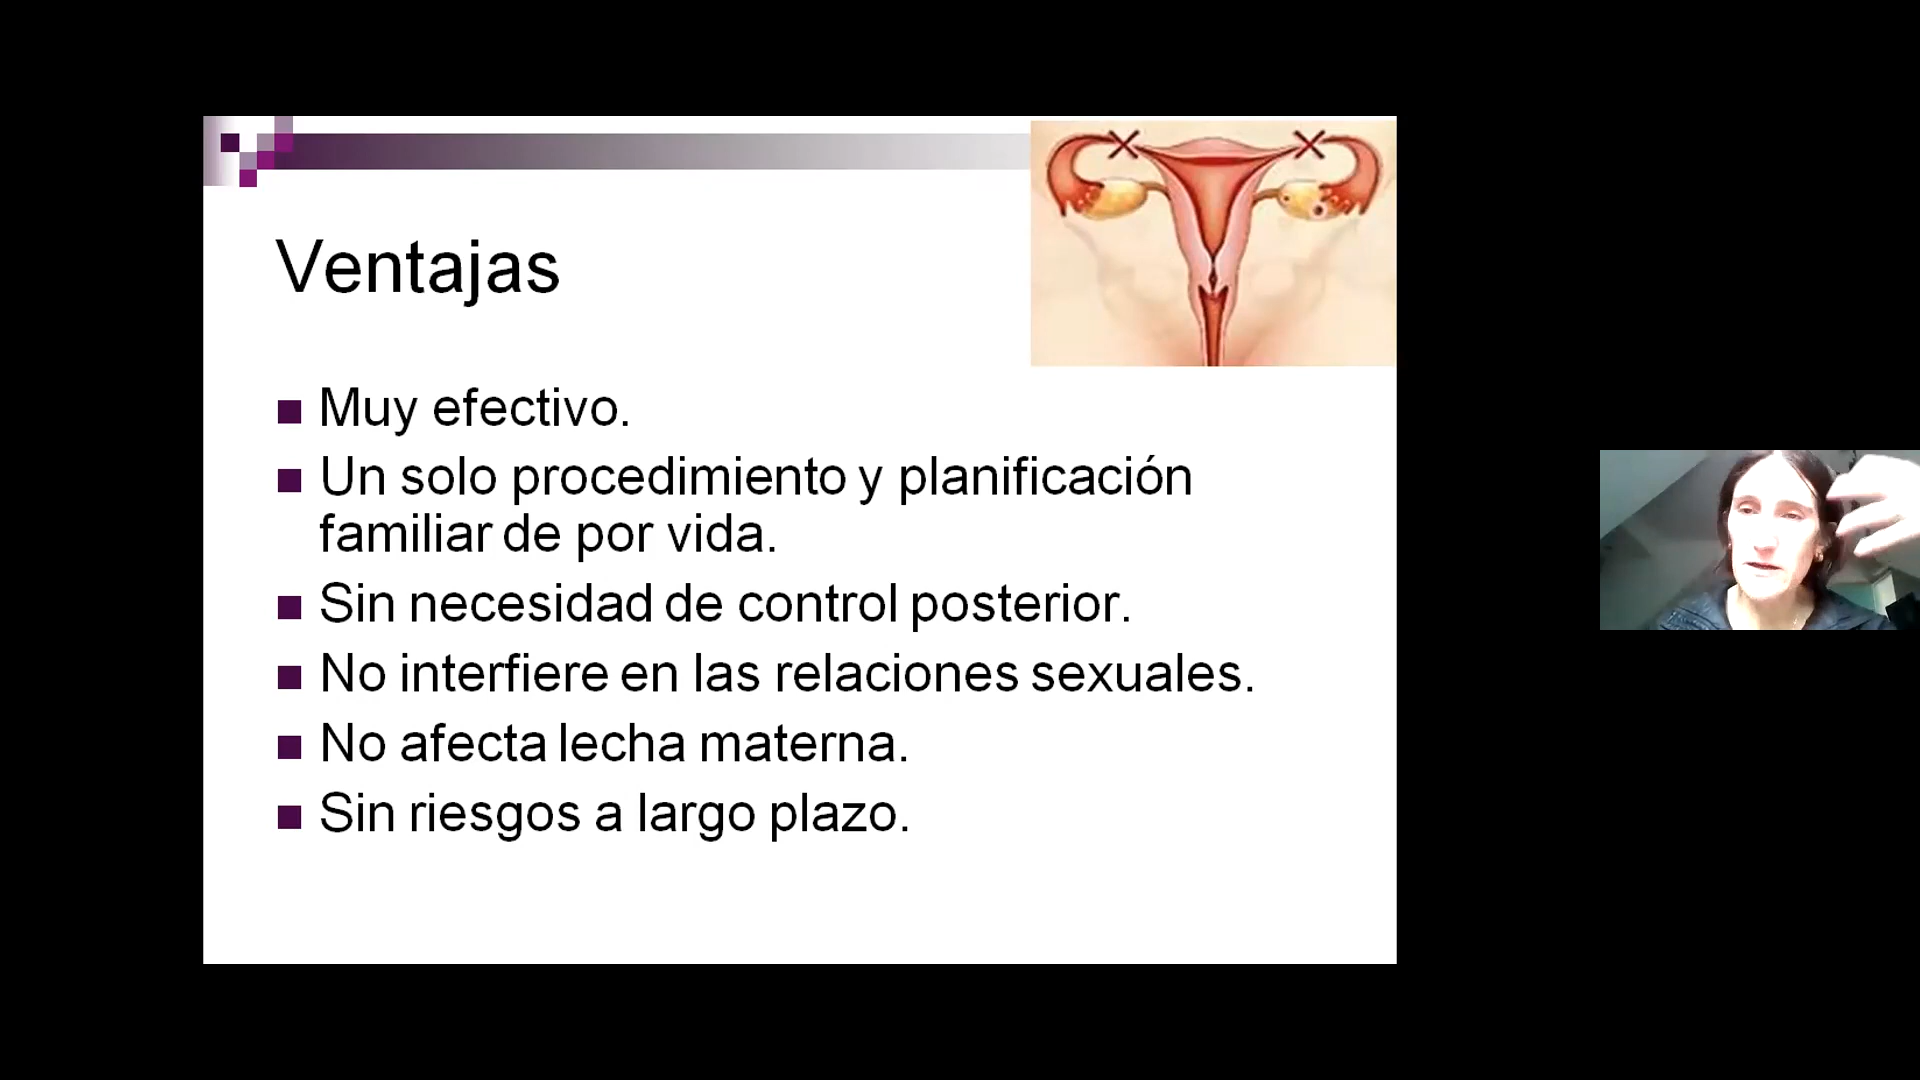 Ventajas
Muy efectivo.
Un solo procedimiento y planificación
familiar de por vida.
Sin necesidad de control posterior.
No interfiere en las relaciones sexuales.
No afecta lecha materna.
Sin riesgos a largo plazo.